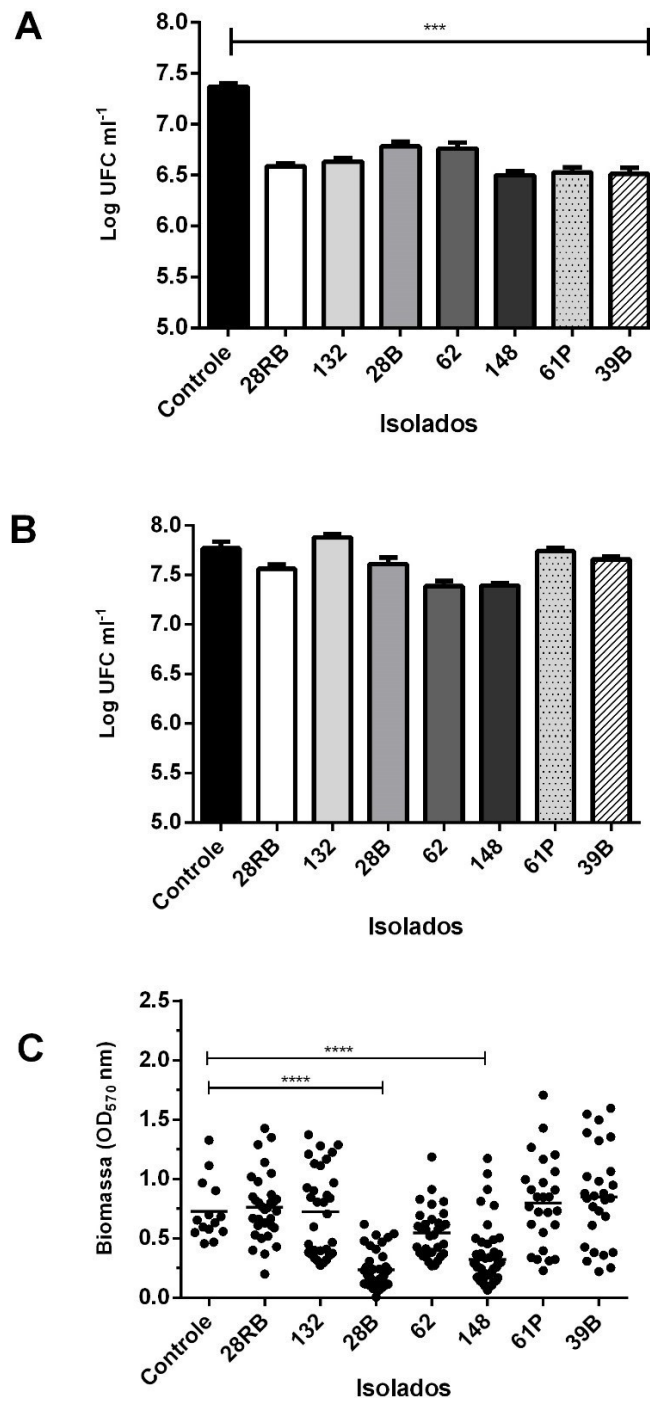 A
***
Log UFC ml⁻¹
8.0
7.5
7.0
6.5
6.0
5.5
5.0
Controle
28RB
132
28B
62
148
61P
39B
Isolados
B
Log UFC ml⁻¹
8.0
7.5
7.0
6.5
6.0
5.5
5.0
Controle
28RB
132
28B
62
148
61P
39B
Isolados
C
Biomassa (OD₅₇₀ nm)
2.5
2.0
1.5
1.0
0.5
0.0
****
****
Controle
28RB
132
28B
62
148
61P
39B
Isolados